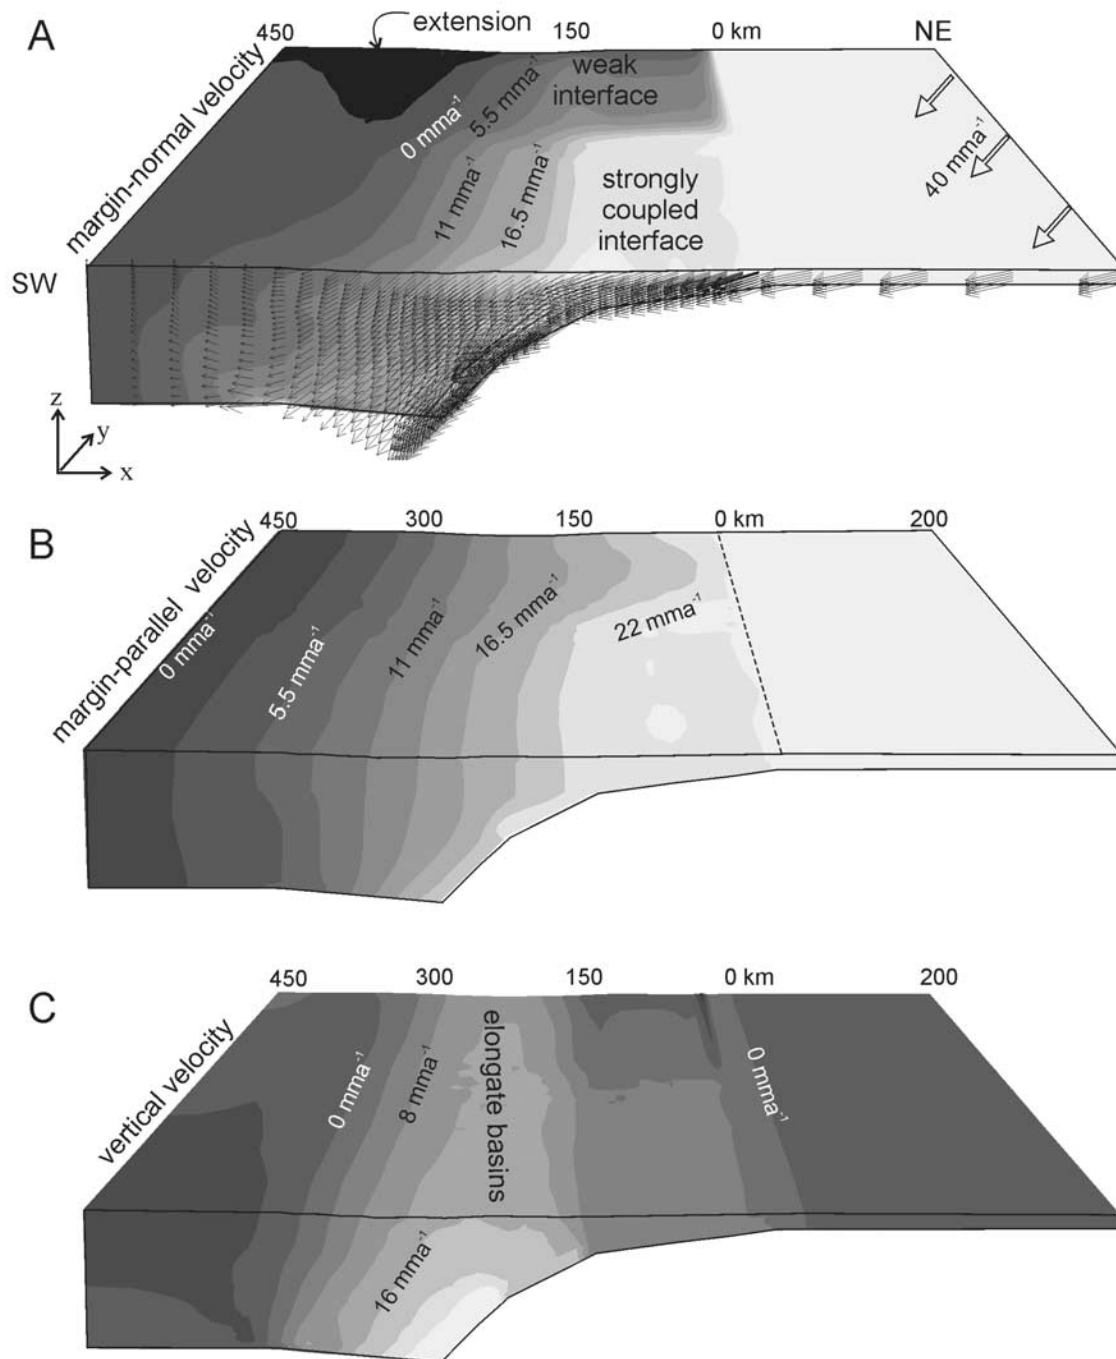 A
extension
450
150
0 km
NE
margin-normal velocity
0 mma⁻¹
5.5 mma⁻¹
weak
interface
11 mma⁻¹
16.5 mma⁻¹
strongly
coupled
interface
40 mma⁻¹
SW
z
y
x
B
450
300
150
0 km
200
margin-parallel velocity
0 mma⁻¹
5.5 mma⁻¹
11 mma⁻¹
16.5 mma⁻¹
22 mma⁻¹
C
450
300
150
0 km
200
vertical velocity
0 mma⁻¹
8 mma⁻¹
elongate basins
0 mma⁻¹
16 mma⁻¹